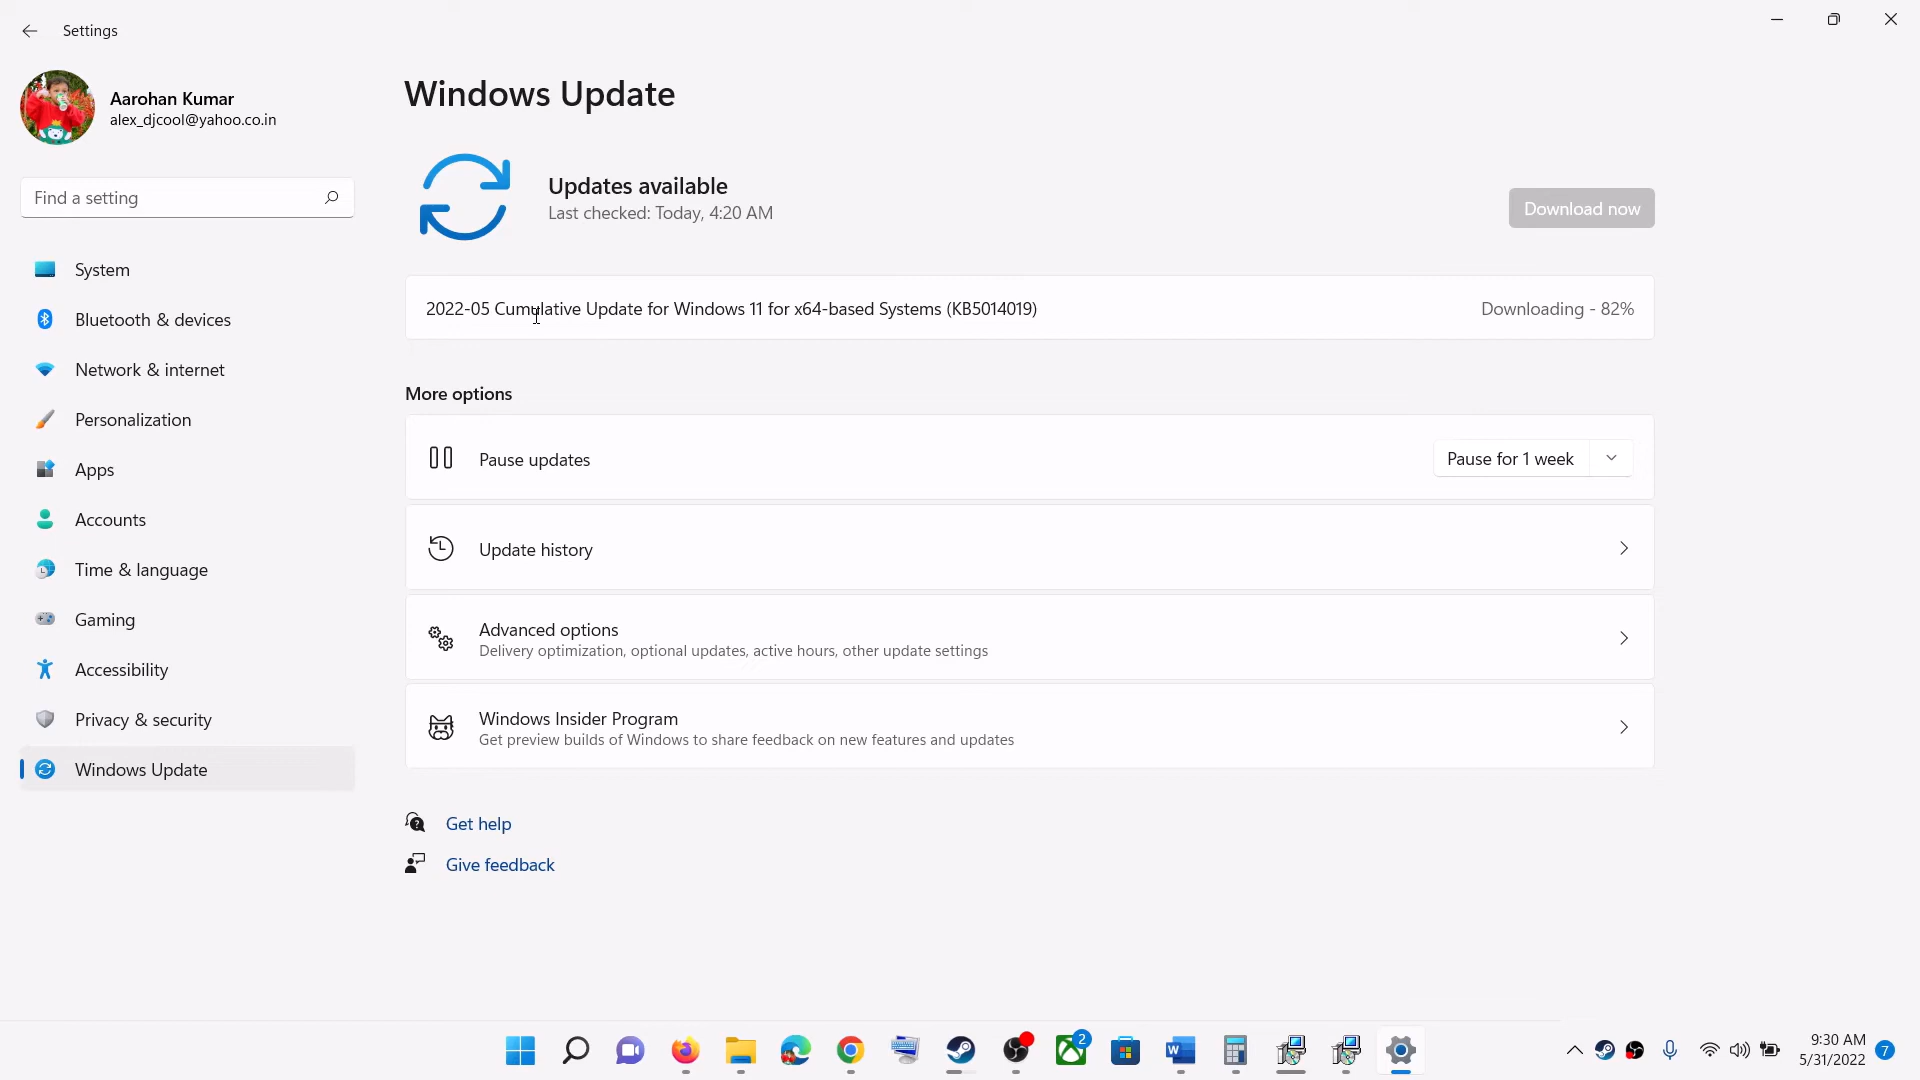 Settings
Aarohan Kumar
alex_djcool@yahoo.co.in
Find a setting
System
Bluetooth & devices
Network & internet
Personalization
Apps
Accounts
Time & language
Gaming
Accessibility
Privacy & security
Windows Update
Windows Update
Updates available
Last checked: Today, 4:20 AM
Download now
2022-05 Cumulative Update for Windows 11 for x64-based Systems (KB5014019)
Downloading - 82%
More options
Pause updates
Pause for 1 week
Update history
Advanced options
Delivery optimization, optional updates, active hours, other update settings
Windows Insider Program
Get preview builds of Windows to share feedback on new features and updates
Get help
Give feedback
2
9:30 AM
5/31/2022
7